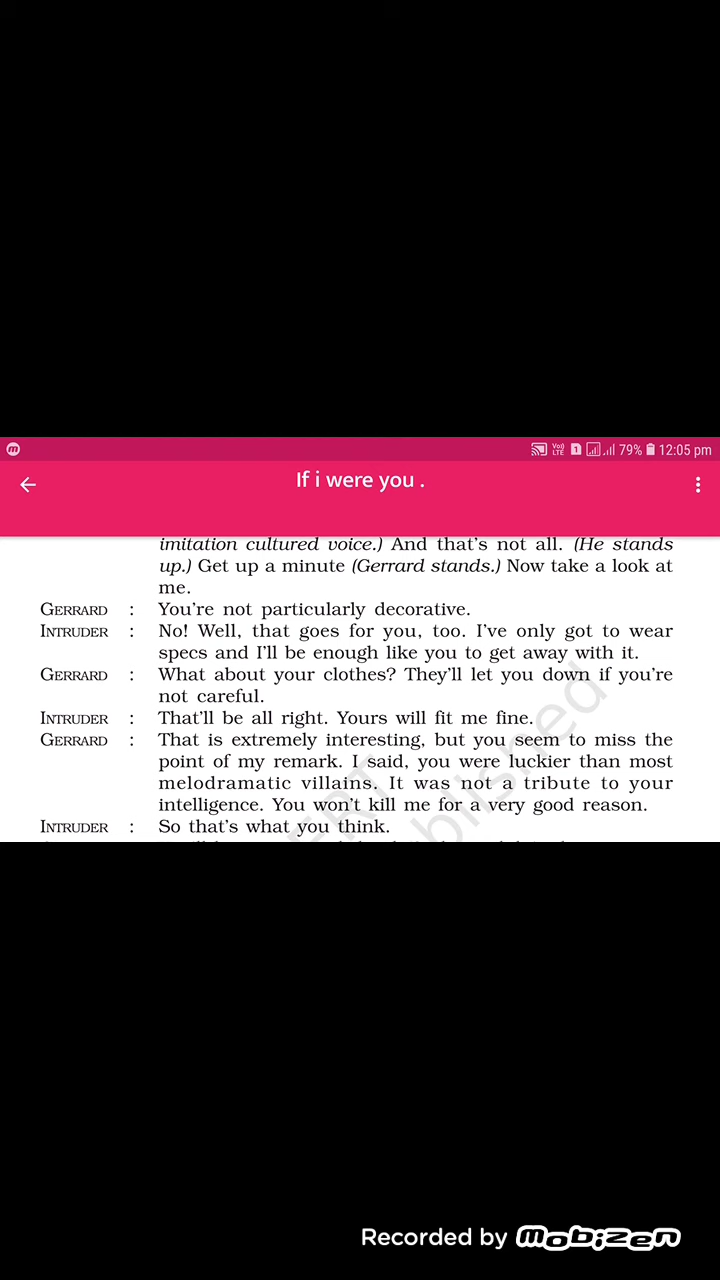 79% 12:05 pm
If i were you .
imitation cultured voice.) And that's not all. (He stands
up.) Get up a minute (Gerrard stands.) Now take a look at
me.
GERRARD : You're not particularly decorative.
INTRUDER : No! Well, that goes for you, too. I've only got to wear
specs and I'll be enough like you to get away with it.
GERRARD : What about your clothes? They'll let you down if you're
not careful.
INTRUDER : That'll be all right. Yours will fit me fine.
GERRARD : That is extremely interesting, but you seem to miss the
point of my remark. I said, you were luckier than most
melodramatic villains. It was not a tribute to your
intelligence. You won't kill me for a very good reason.
INTRUDER : So that's what you think.
Recorded by mobizen